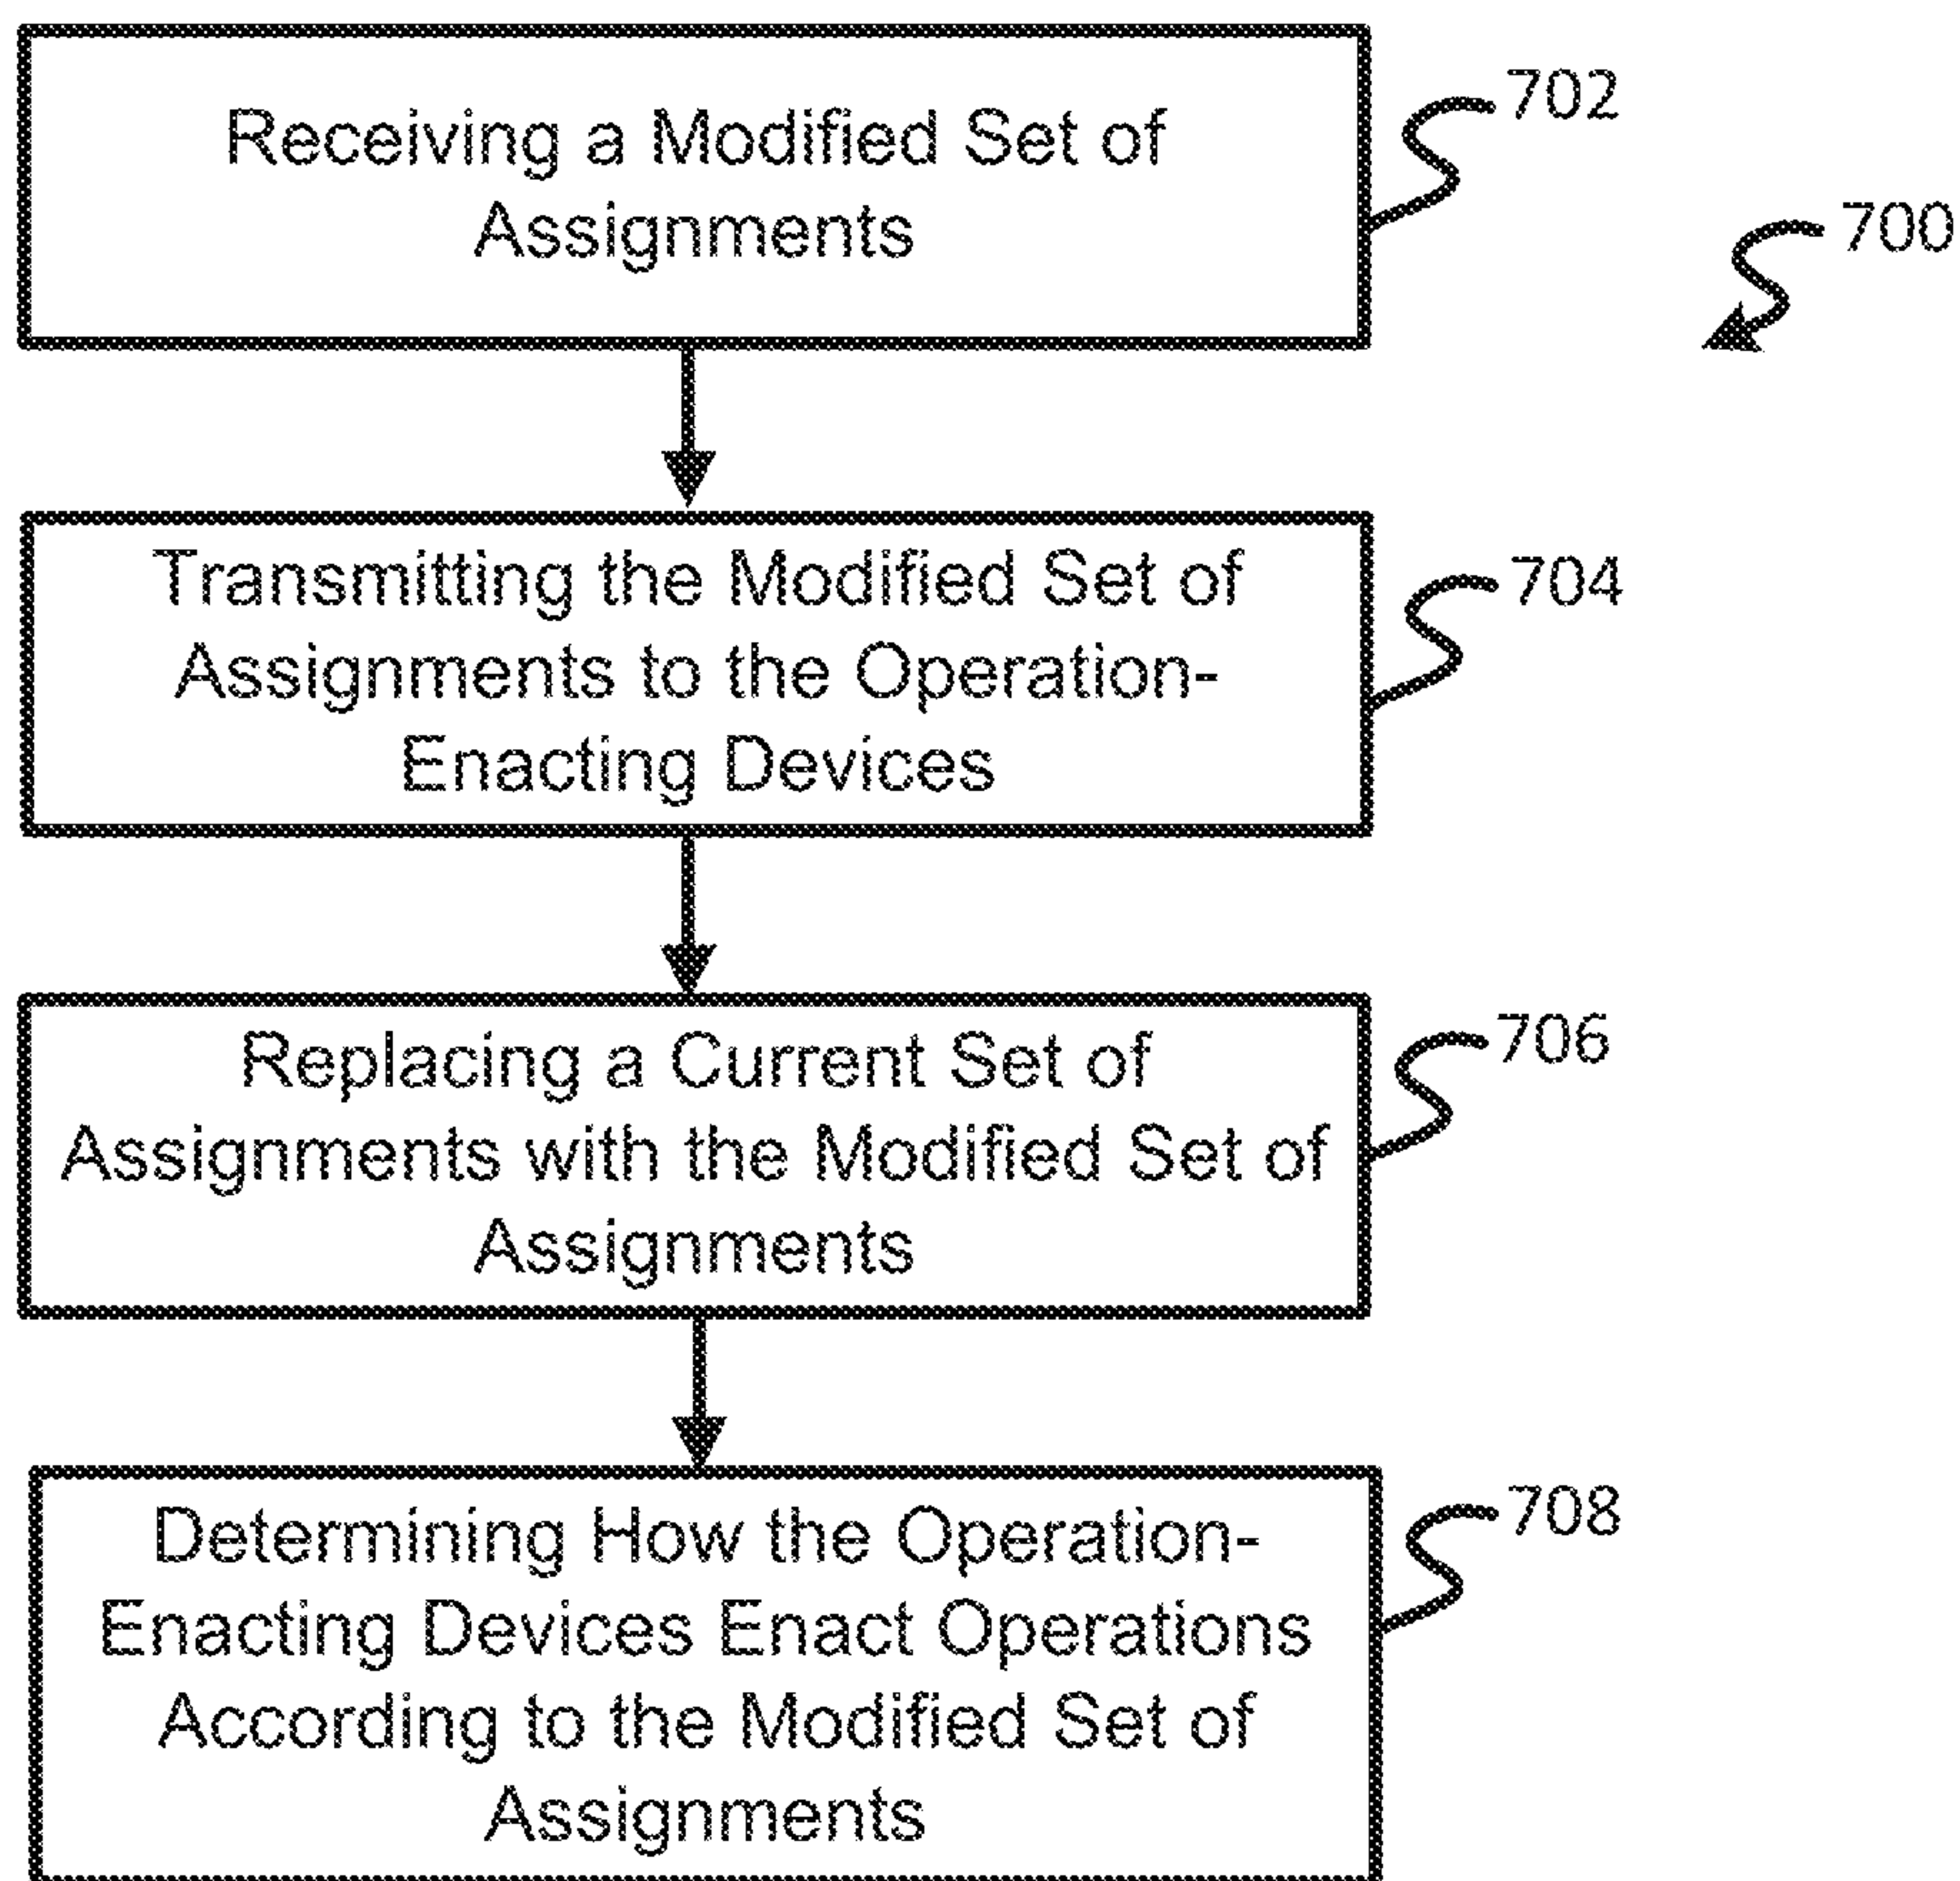 Receiving a Modified Set of
Assignments
702
700
Transmitting the Modified Set of
Assignments to the Operation-
Enacting Devices
704
Replacing a Current Set of
Assignments with the Modified Set of
Assignments
706
Determining How the Operation-
Enacting Devices Enact Operations
According to the Modified Set of
Assignments
708